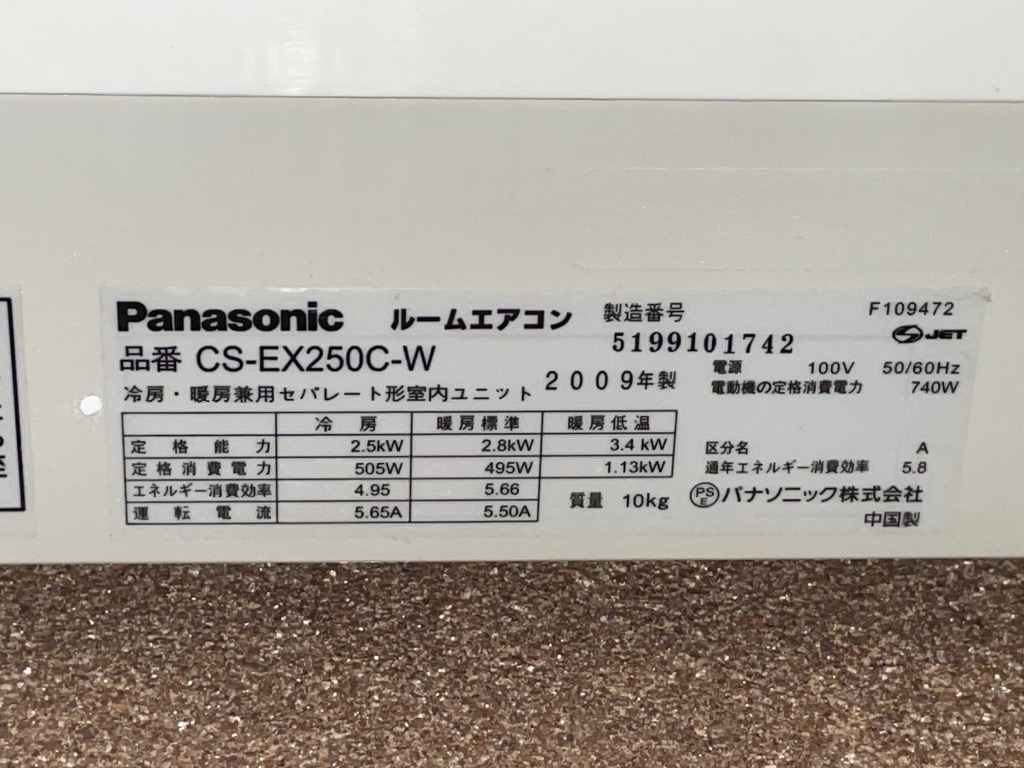 Panasonic ルームエアコン 製造番号 F109472
5199101742 JET
品番 CS-EX250C-W 2009年製 電源 100V 50/60Hz
冷房・暖房兼用セパレート形室内ユニット 電動機の定格消費電力 740W
冷房 暖房標準 暖房低温
定格能力 2.5kW 2.8kW 3.4 kW 区分名 A
定格消費電力 505W 495W 1.13kW 通年エネルギー消費効率 5.8
エネルギー消費効率 4.95 5.66 質量 10kg PSE パナソニック株式会社
運転電流 5.65A 5.50A 中国製